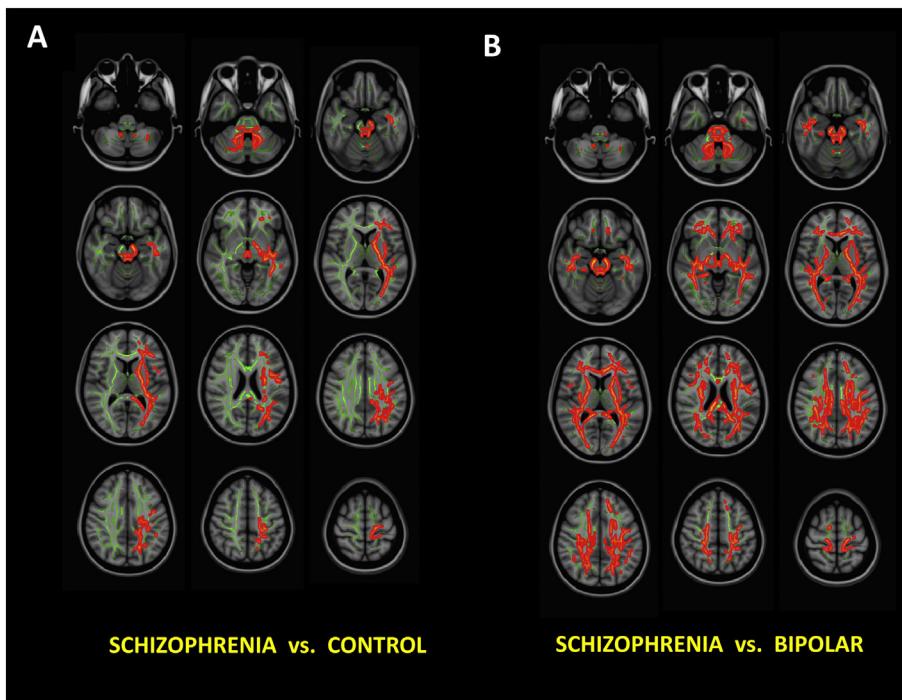 A
B
SCHIZOPHRENIA vs. CONTROL
SCHIZOPHRENIA vs. BIPOLAR